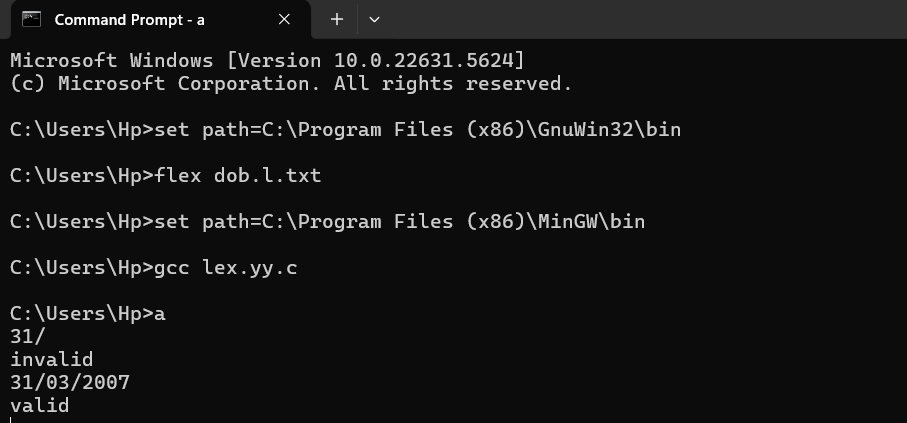 Command Prompt - a
Microsoft Windows [Version 10.0.22631.5624]
(c) Microsoft Corporation. All rights reserved.
C:\Users\Hp>set path=C:\Program Files (x86)\GnuWin32\bin
C:\Users\Hp>flex dob.l.txt
C:\Users\Hp>set path=C:\Program Files (x86)\MinGW\bin
C:\Users\Hp>gcc lex.yy.c
C:\Users\Hp>a
31/
invalid
31/03/2007
valid